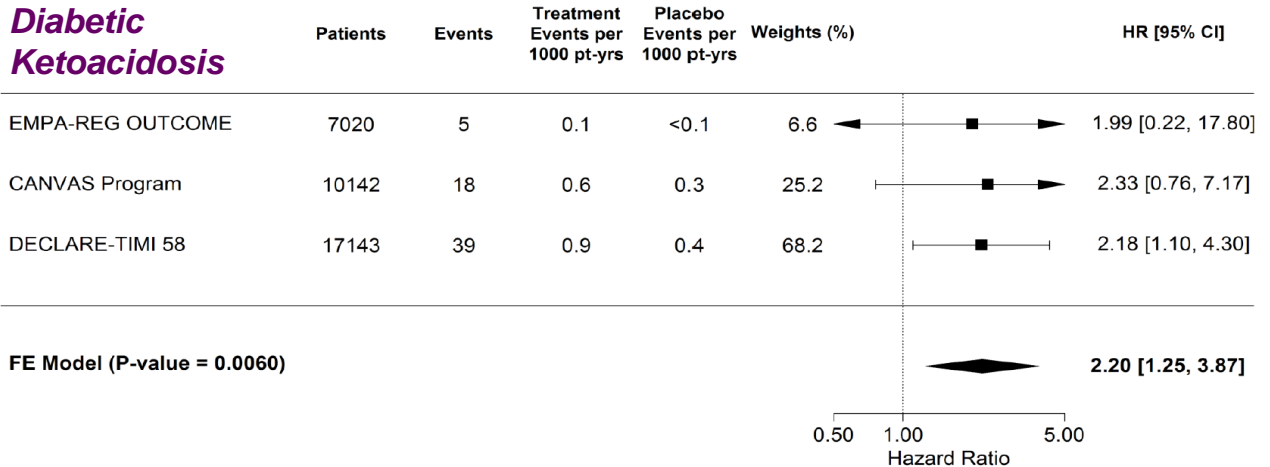 Diabetic
Ketoacidosis
Patients
Events
Treatment
Events per
1000 pt-yrs
Placebo
Events per
1000 pt-yrs
Weights (%)
HR [95% CI]
EMPA-REG OUTCOME 7020 5 0.1 <0.1 6.6 1.99 [0.22, 17.80]
CANVAS Program 10142 18 0.6 0.3 25.2 2.33 [0.76, 7.17]
DECLARE-TIMI 58 17143 39 0.9 0.4 68.2 2.18 [1.10, 4.30]
FE Model (P-value = 0.0060) 2.20 [1.25, 3.87]
0.50 1.00 5.00
Hazard Ratio